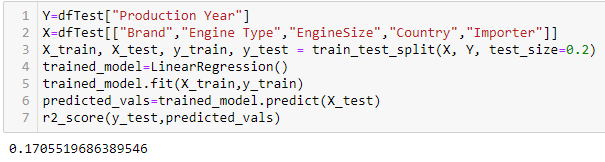 1 Y=dfTest["Production Year"]
2 X=dfTest[["Brand","Engine Type","EngineSize","Country","Importer"]]
3 X_train, X_test, y_train, y_test = train_test_split(X, Y, test_size=0.2)
4 trained_model=LinearRegression()
5 trained_model.fit(X_train,y_train)
6 predicted_vals=trained_model.predict(X_test)
7 r2_score(y_test,predicted_vals)
0.1705519686389546